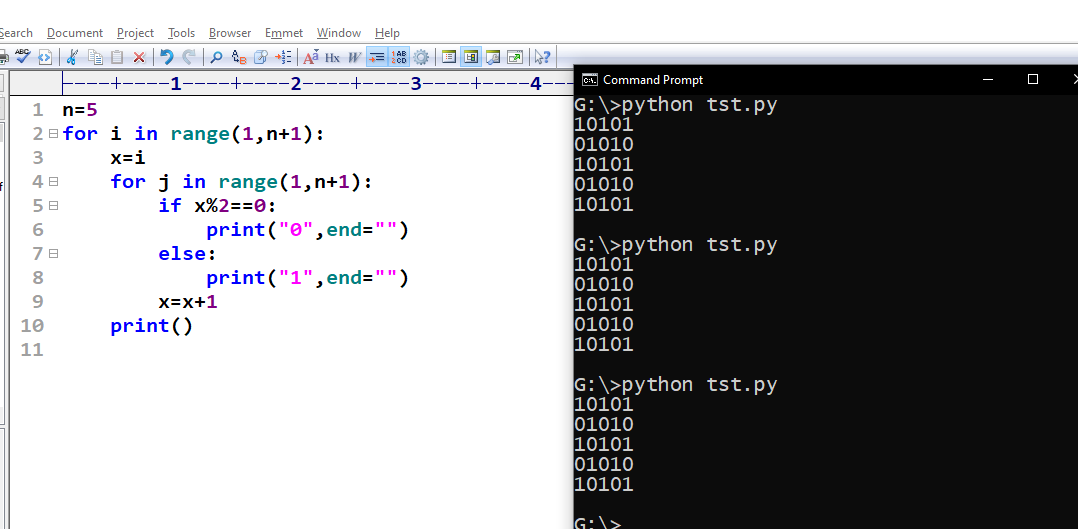 Search Document Project Tools Browser Emmet Window Help
----+----1----+----2----+----3----+----4----
Command Prompt
1 n=5
2 for i in range(1,n+1):
3     x=i
4     for j in range(1,n+1):
5         if x%2==0:
6             print("0",end="")
7         else:
8             print("1",end="")
9         x=x+1
10     print()
11
G:\>python tst.py
10101
01010
10101
01010
10101
G:\>python tst.py
10101
01010
10101
01010
10101
G:\>python tst.py
10101
01010
10101
01010
10101
G:\>